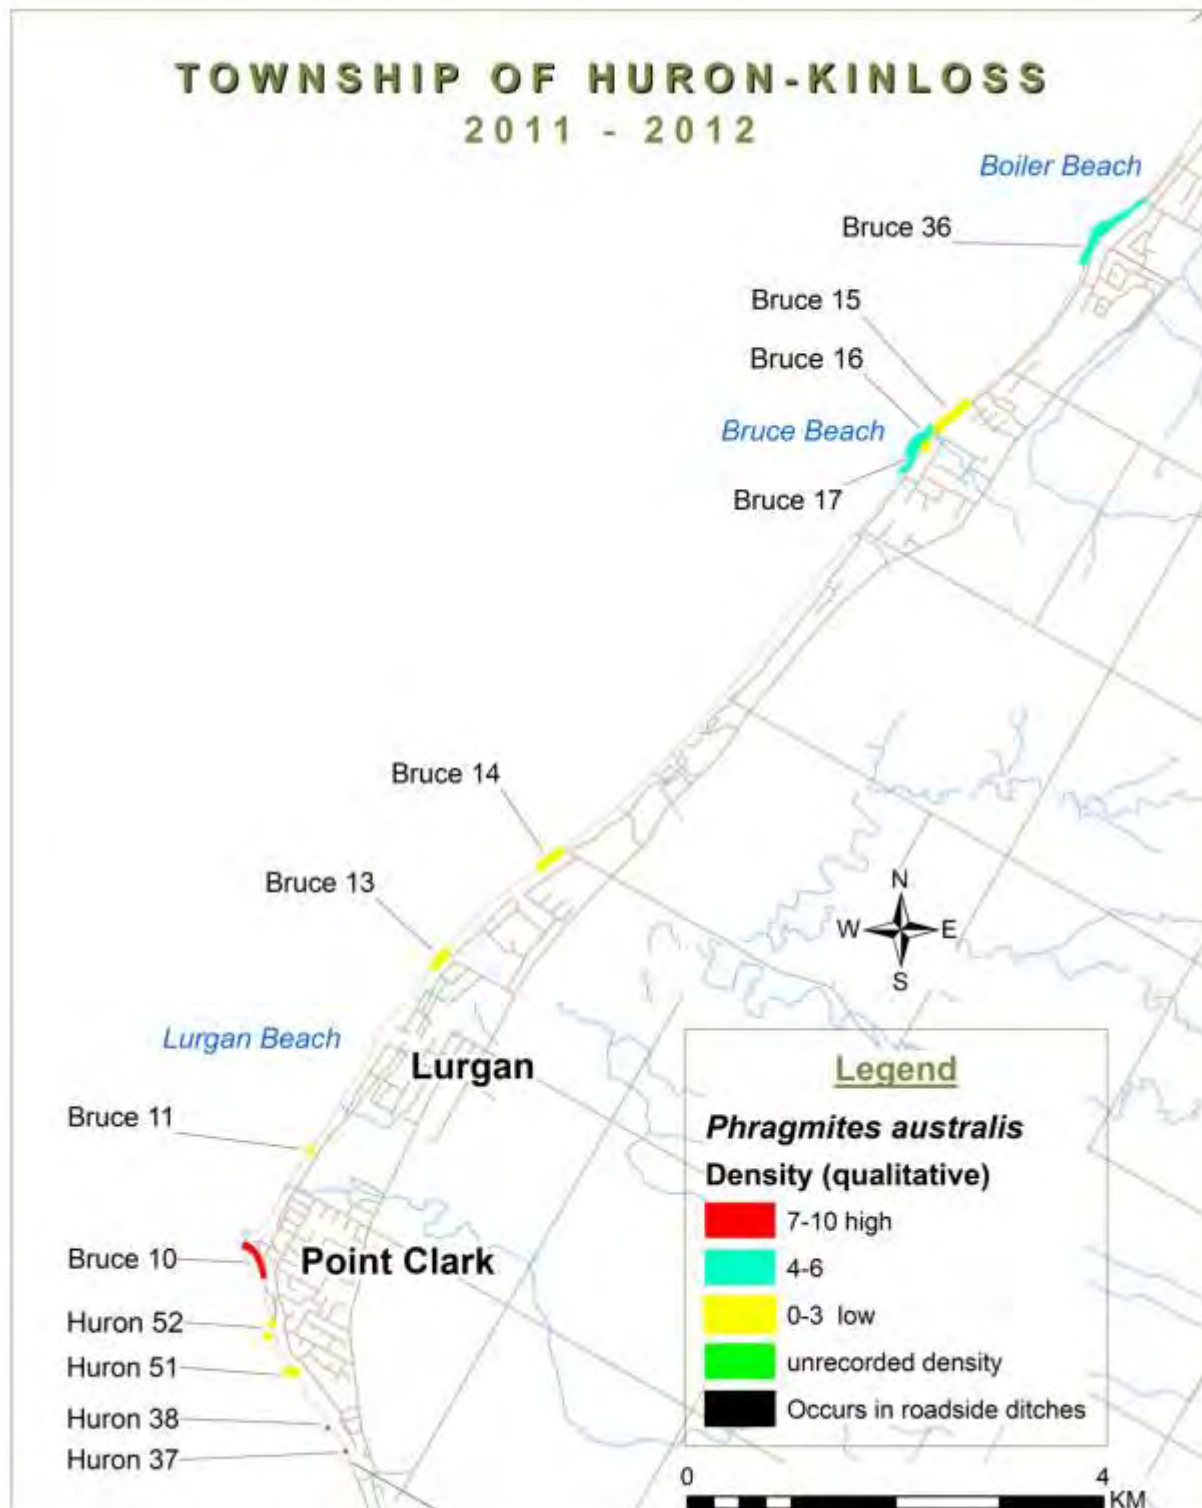 TOWNSHIP OF HURON-KINLOSS
2011 - 2012
Boiler Beach
Bruce 36
Bruce 15
Bruce 16
Bruce Beach
Bruce 17
Bruce 14
Bruce 13
N
W E
S
Lurgan Beach
Lurgan
Bruce 11
Bruce 10
Point Clark
Huron 52
Huron 51
Huron 38
Huron 37
Legend
Phragmites australis
Density (qualitative)
7-10 high
4-6
0-3 low
unrecorded density
Occurs in roadside ditches
0 4
KM